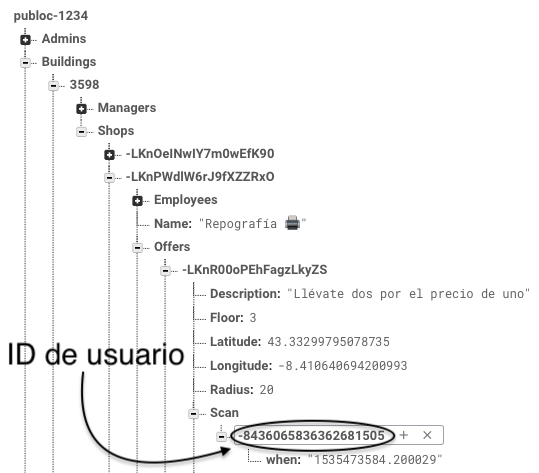 publoc-1234
Admins
Buildings
3598
Managers
Shops
-LKnOeINwIY7m0wEfK90
-LKnPWdlW6rJ9fXZZRxO
Employees
Name: "Repografía 🖨"
Offers
-LKnR00oPEhFagzLkyZS
Description: "Llévate dos por el precio de uno"
Floor: 3
Latitude: 43.33299795078735
Longitude: -8.410640694200993
Radius: 20
ID de usuario
Scan
-8436065836362681505 + ×
when: "1535473584.200029"